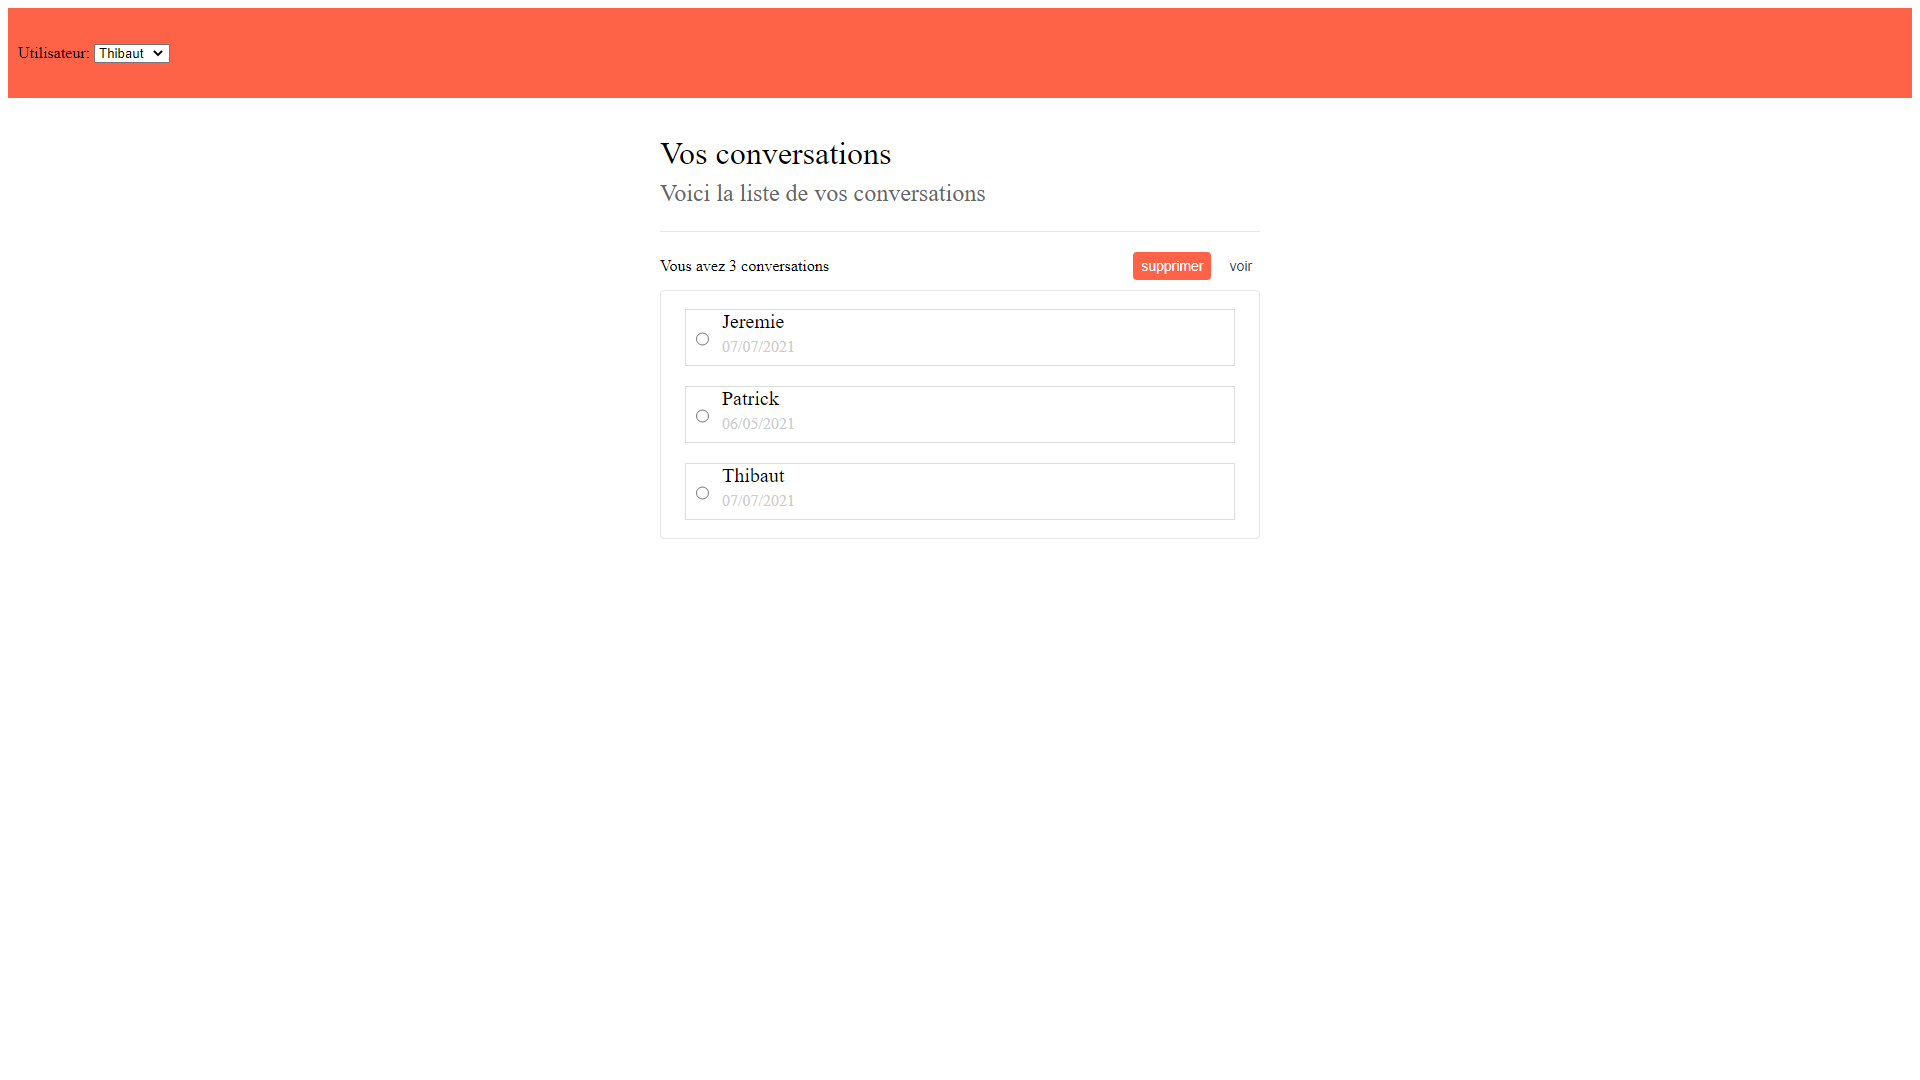 Utilisateur: Thibaut
Vos conversations
Voici la liste de vos conversations
Vous avez 3 conversations supprimer voir
Jeremie
07/07/2021
Patrick
06/05/2021
Thibaut
07/07/2021